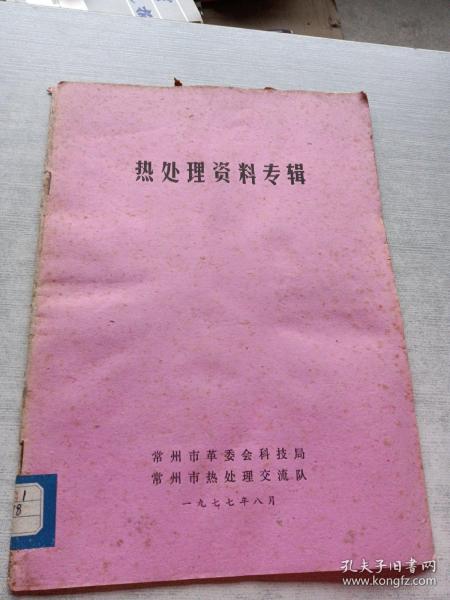 热处理资料专辑
常州市革委会科技局
常州市热处理交流队
一九七七年八月
1
8
孔夫子旧书网
www.kongfz.com